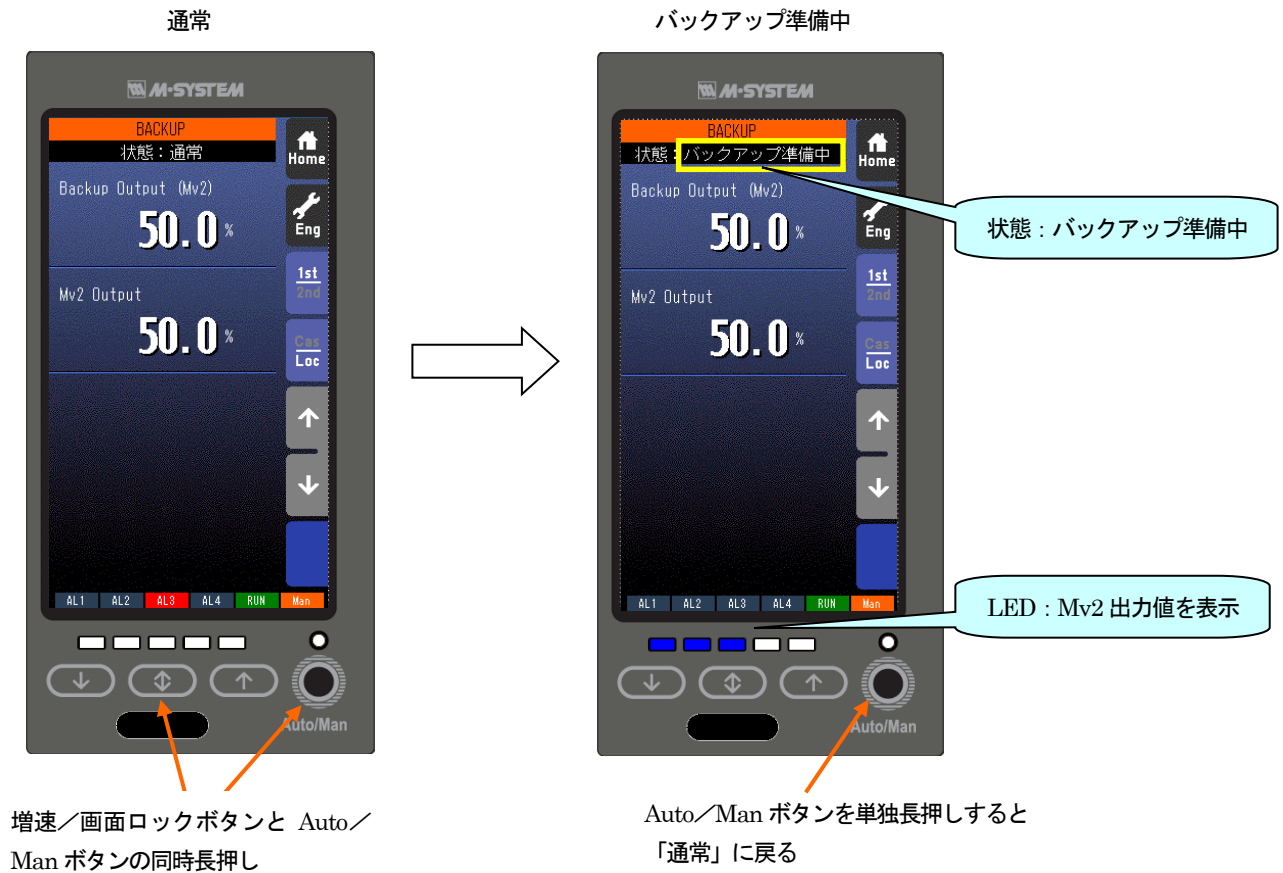 通常
M·SYSTEM
BACKUP
状態：通常
Home
Backup Output (Mv2)
50.0 %
Eng
1st
2nd
Mv2 Output
50.0 %
Cas
Loc
↑
↓
AL1 AL2 AL3 AL4 RUN Man
↓ ↕ ↑
Auto/Man
増速／画面ロックボタンと Auto／
Man ボタンの同時長押し
バックアップ準備中
M·SYSTEM
BACKUP
状態：バックアップ準備中
Home
Backup Output (Mv2)
50.0 %
Eng
1st
2nd
Mv2 Output
50.0 %
Cas
Loc
↑
↓
AL1 AL2 AL3 AL4 RUN Man
↓ ↕ ↑
Auto/Man
状態：バックアップ準備中
LED：Mv2 出力値を表示
Auto／Man ボタンを単独長押しすると
「通常」に戻る